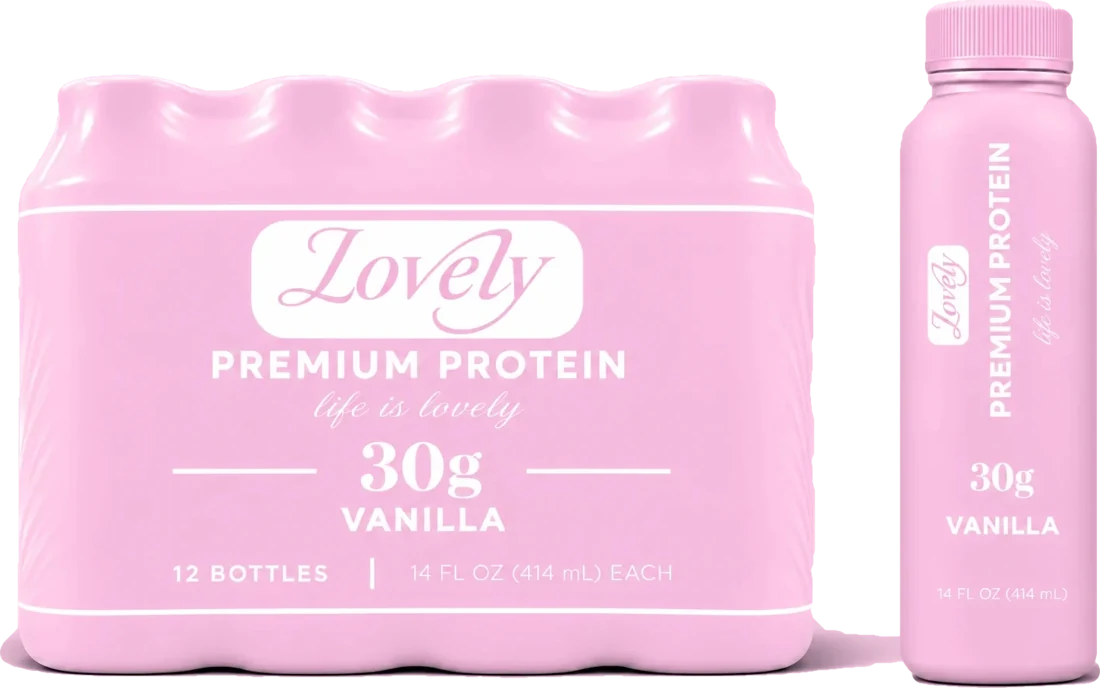 Lovely
PREMIUM PROTEIN
life is lovely
30g
VANILLA
12 BOTTLES | 14 FL OZ (414 mL) EACH
Lovely
PREMIUM PROTEIN
life is lovely
30g
VANILLA
14 FL OZ (414 mL)